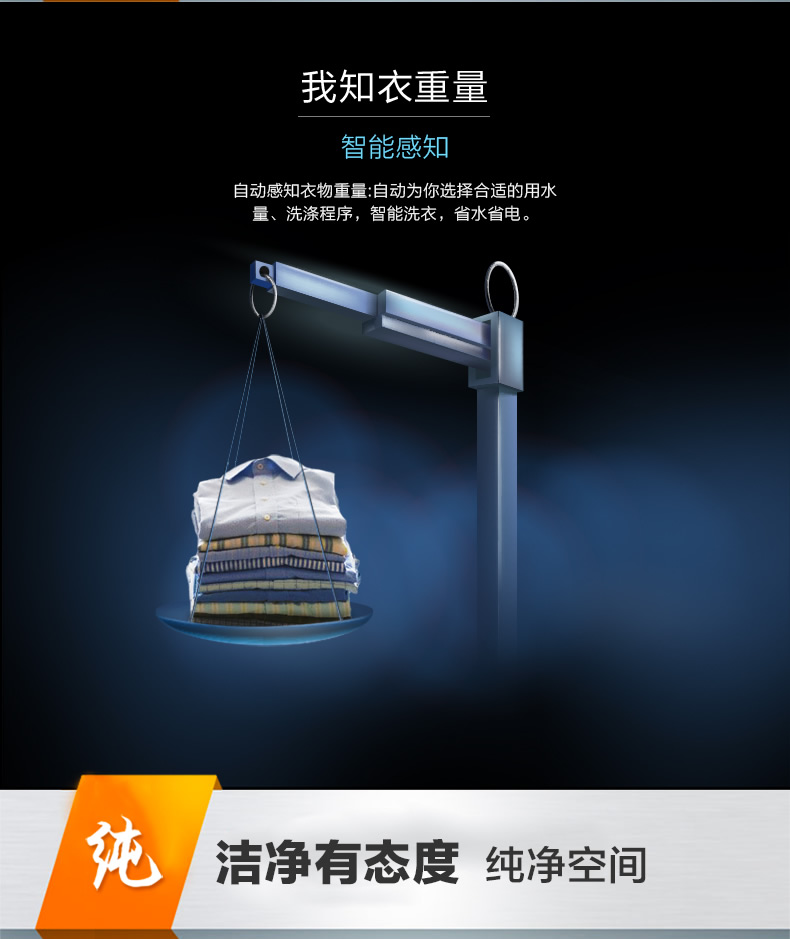 我知衣重量
智能感知
自动感知衣物重量:自动为你选择合适的用水
量、洗涤程序，智能洗衣，省水省电。
纯
洁净有态度 纯净空间